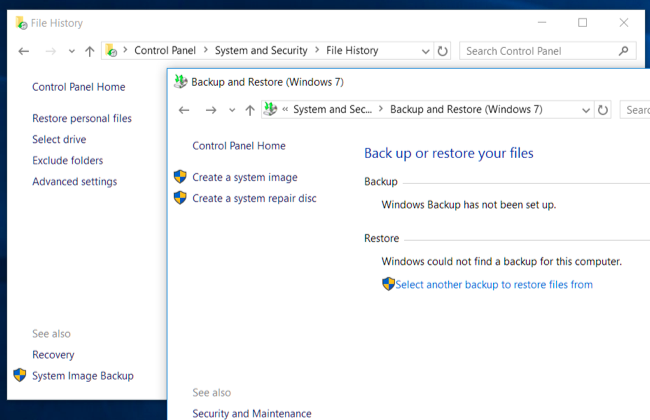 File History
Control Panel > System and Security > File History
Search Control Panel
Control Panel Home
Restore personal files
Select drive
Exclude folders
Advanced settings
See also
Recovery
System Image Backup
Backup and Restore (Windows 7)
« System and Sec... > Backup and Restore (Windows 7)
Sear
Control Panel Home
Create a system image
Create a system repair disc
Back up or restore your files
Backup
Windows Backup has not been set up.
Restore
Windows could not find a backup for this computer.
Select another backup to restore files from
See also
Security and Maintenance